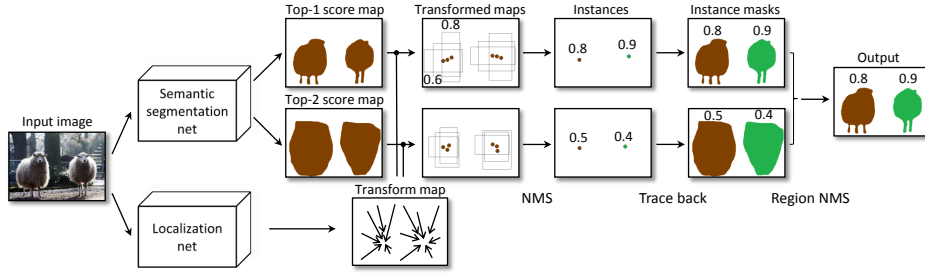 Top-1 score map
Transformed maps
Instances
Instance masks
0.8
0.6
0.8
0.9
0.8
0.9
Semantic
segmentation
net
Output
0.8
0.9
Top-2 score map
0.5
0.4
0.5
0.4
Input image
NMS
Trace back
Region NMS
Transform map
Localization
net